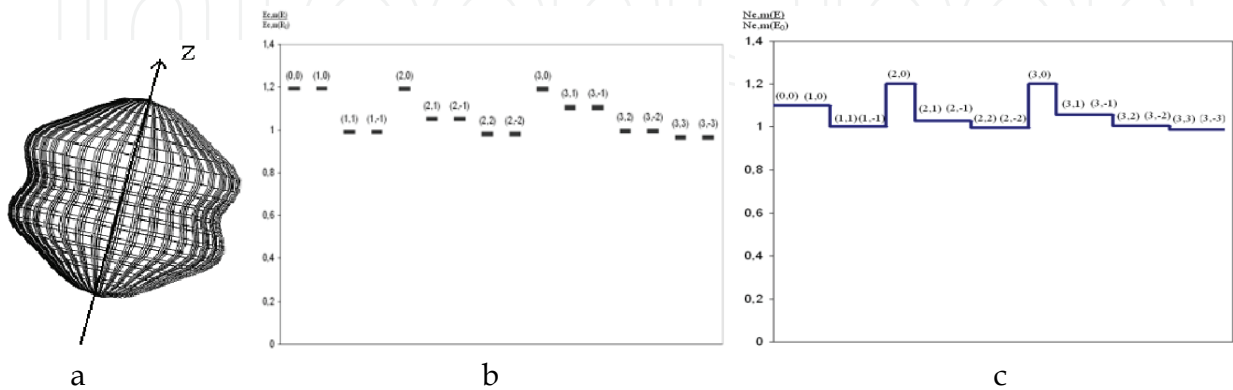 z
Ee,m(E)
Ee,m(E₀)
1,4
1,2
1
0,8
0,6
0,4
0,2
0
(0,0) (1,0) (2,0) (3,0)
(3,1) (3,-1)
(2,1) (2,-1)
(1,1) (1,-1) (2,2) (2,-2) (3,2) (3,-2)
(3,3) (3,-3)
Ne,m(E)
Ne,m(E₀)
1,4
1,2
1
0,8
0,6
0,4
0,2
0
(2,0) (3,0)
(0,0) (1,0)
(2,1) (2,-1) (3,1) (3,-1)
(1,1)(1,-1) (2,2) (2,-2) (3,2) (3,-2) (3,3) (3,-3)
a b c